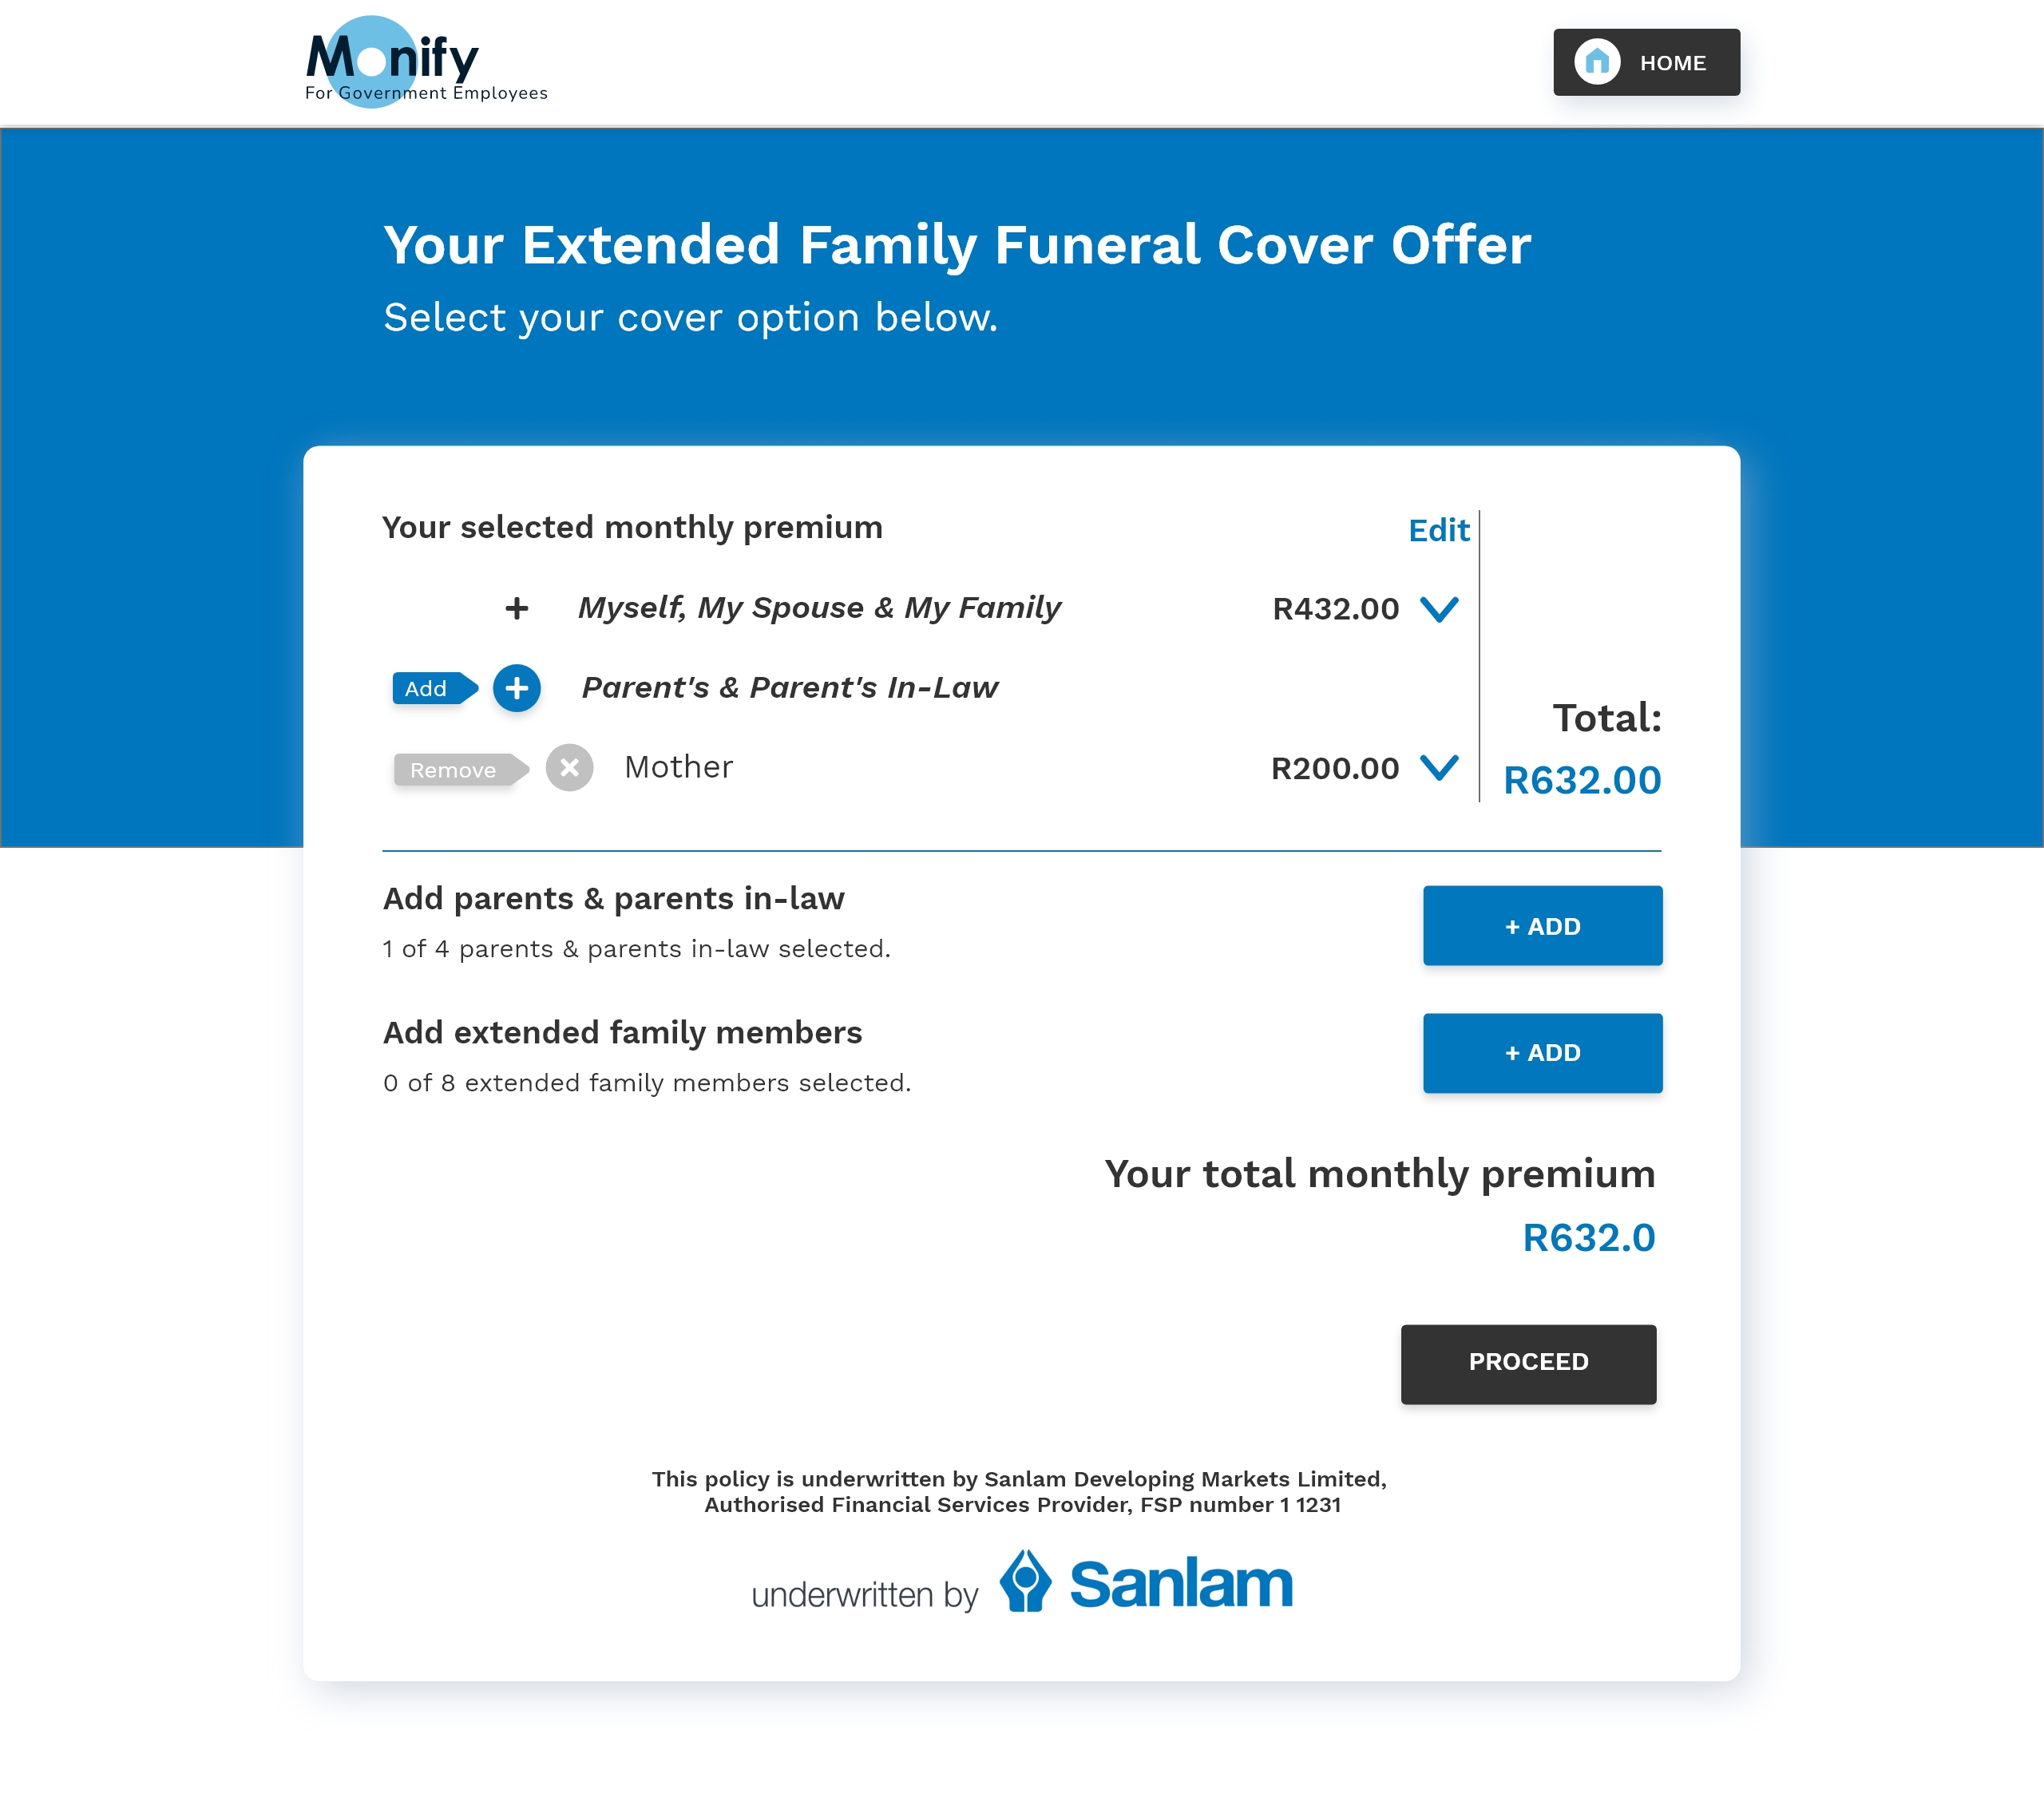 Monify
For Government Employees
HOME
Your Extended Family Funeral Cover Offer
Select your cover option below.
Your selected monthly premium
Edit
+ Myself, My Spouse & My Family R432.00
Add + Parent's & Parent's In-Law
Total:
Remove Mother R200.00
R632.00
Add parents & parents in-law
+ ADD
1 of 4 parents & parents in-law selected.
Add extended family members
+ ADD
0 of 8 extended family members selected.
Your total monthly premium
R632.0
PROCEED
This policy is underwritten by Sanlam Developing Markets Limited,
Authorised Financial Services Provider, FSP number 1 1231
underwritten by Sanlam